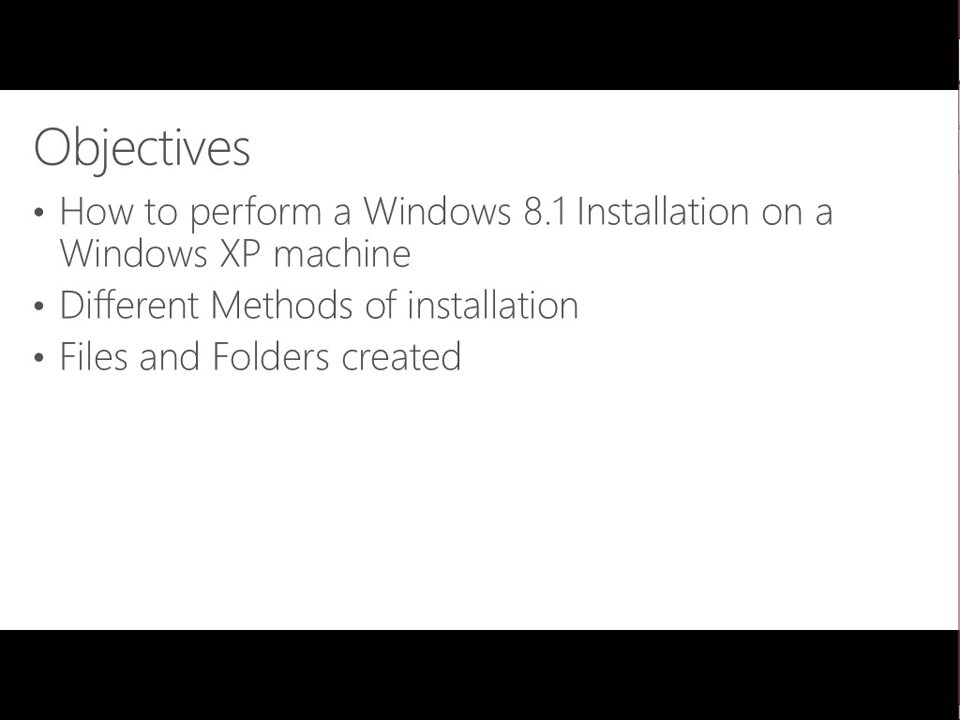 Objectives
• How to perform a Windows 8.1 Installation on a
Windows XP machine
• Different Methods of installation
• Files and Folders created